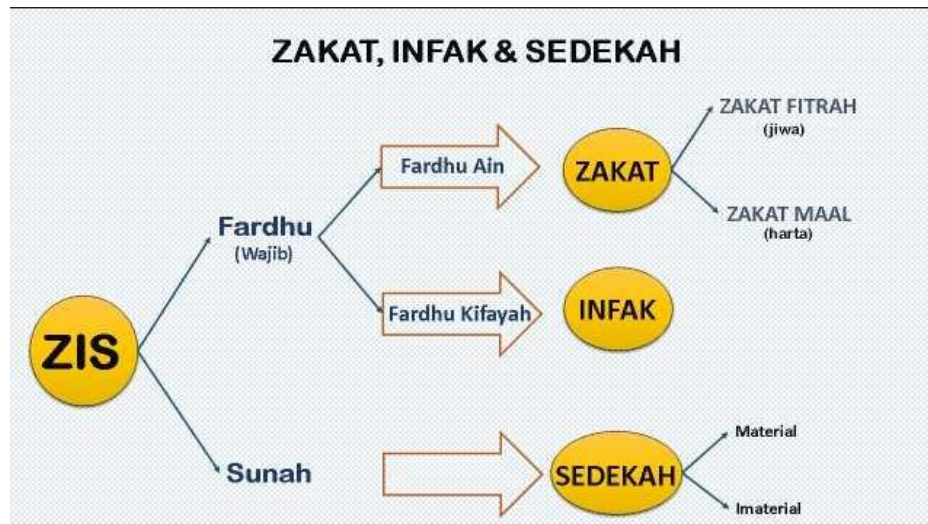 ZAKAT, INFAK & SEDEKAH
ZIS
Fardhu
(Wajib)
Fardhu Ain
ZAKAT
ZAKAT FITRAH
(jiwa)
ZAKAT MAAL
(harta)
Fardhu Kifayah
INFAK
Sunah
SEDEKAH
Material
Imaterial